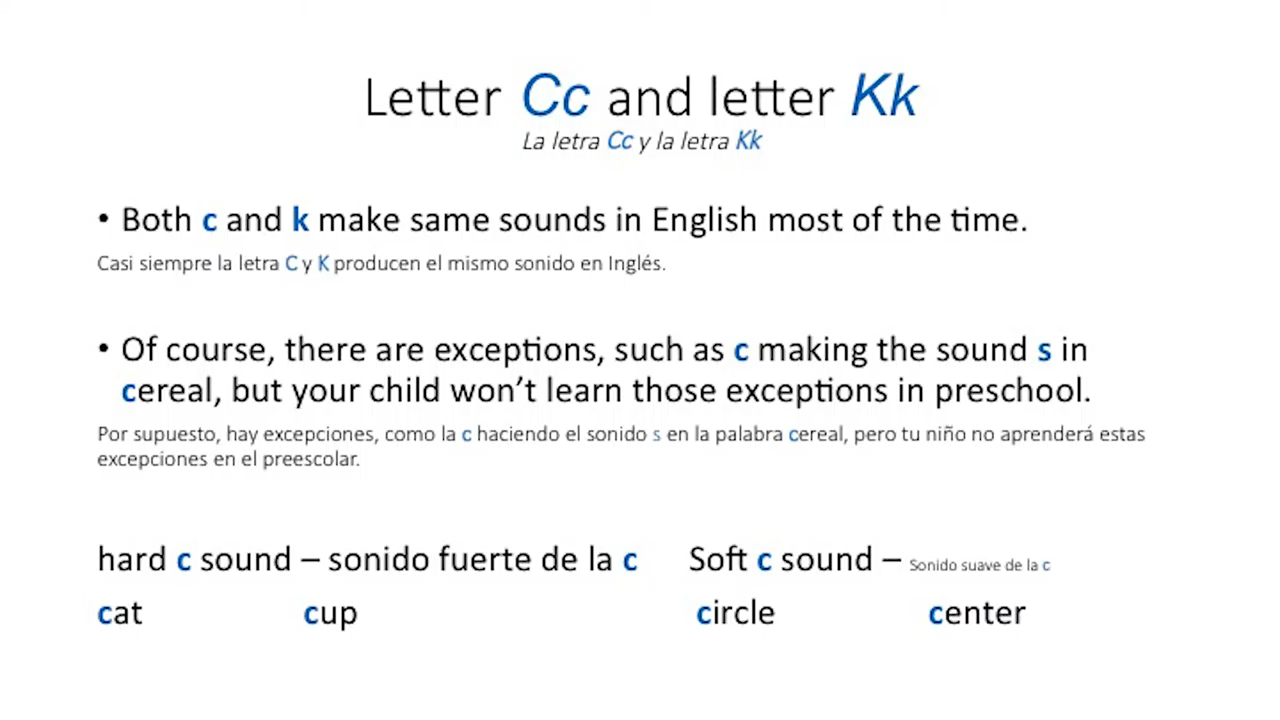 Letter Cc and letter Kk
La letra Cc y la letra Kk
• Both c and k make same sounds in English most of the time.
Casi siempre la letra C y K producen el mismo sonido en Inglés.
• Of course, there are exceptions, such as c making the sound s in
cereal, but your child won’t learn those exceptions in preschool.
Por supuesto, hay excepciones, como la c haciendo el sonido s en la palabra cereal, pero tu niño no aprenderá estas
excepciones en el preescolar.
hard c sound – sonido fuerte de la c Soft c sound – Sonido suave de la c
cat cup circle center